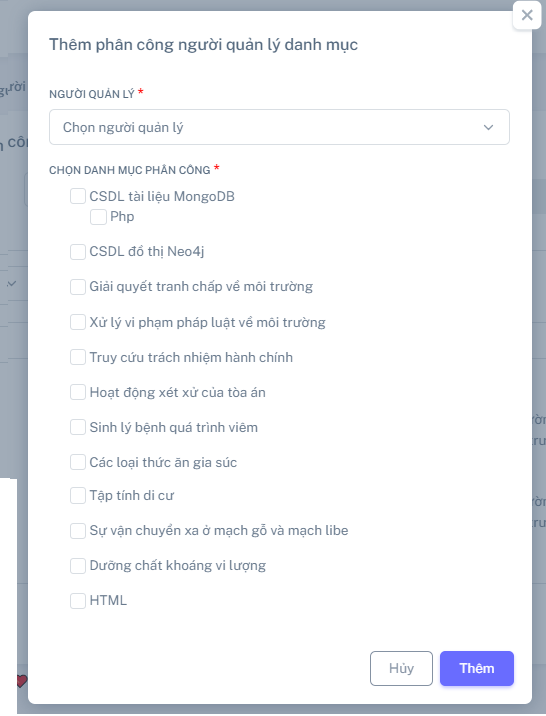 Thêm phân công người quản lý danh mục
NGƯỜI QUẢN LÝ *
Chọn người quản lý
CHỌN DANH MỤC PHÂN CÔNG *
CSDL tài liệu MongoDB
Php
CSDL đồ thị Neo4j
Giải quyết tranh chấp về môi trường
Xử lý vi phạm pháp luật về môi trường
Truy cứu trách nhiệm hành chính
Hoạt động xét xử của tòa án
Sinh lý bệnh quá trình viêm
Các loại thức ăn gia súc
Tập tính di cư
Sự vận chuyển xa ở mạch gỗ và mạch libe
Dưỡng chất khoáng vi lượng
HTML
Hủy
Thêm